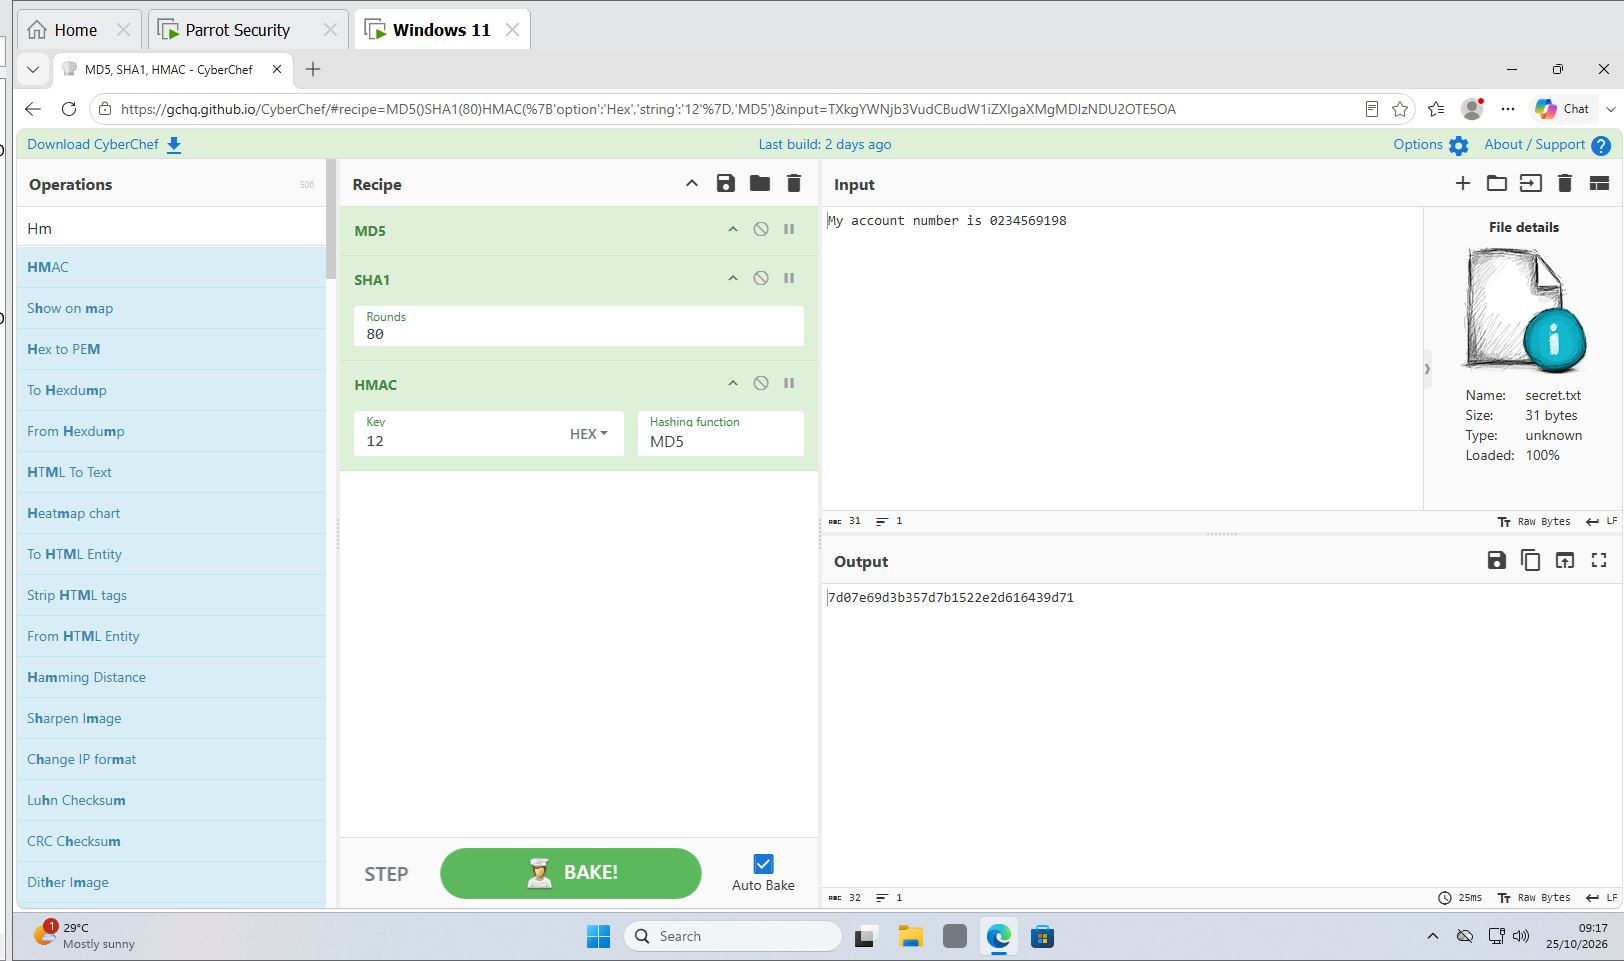 Home
Parrot Security
Windows 11
MD5, SHA1, HMAC - CyberChef
https://gchq.github.io/CyberChef/#recipe=MD5()SHA1(80)HMAC(%7B'option':'Hex','string':'12'%7D,'MD5')&input=TXkgYWNjb3VudCBudW1iZXIgaXMgMDIzNDU2OTE5OA
Chat
Download CyberChef
Last build: 2 days ago
Options
About / Support
Operations
506
Hm
HMAC
Show on map
Hex to PEM
To Hexdump
From Hexdump
HTML To Text
Heatmap chart
To HTML Entity
Strip HTML tags
From HTML Entity
Hamming Distance
Sharpen Image
Change IP format
Luhn Checksum
CRC Checksum
Dither Image
Recipe
MD5
SHA1
Rounds
80
HMAC
Key
12
HEX
Hashing function
MD5
STEP
BAKE!
Auto Bake
Input
My account number is 0234569198
File details
Name: secret.txt
Size: 31 bytes
Type: unknown
Loaded: 100%
ABC 31 1
Raw Bytes LF
Output
7d07e69d3b357d7b1522e2d616439d71
ABC 32 1
25ms Raw Bytes LF
1
29°C
Mostly sunny
Search
09:17
25/10/2026